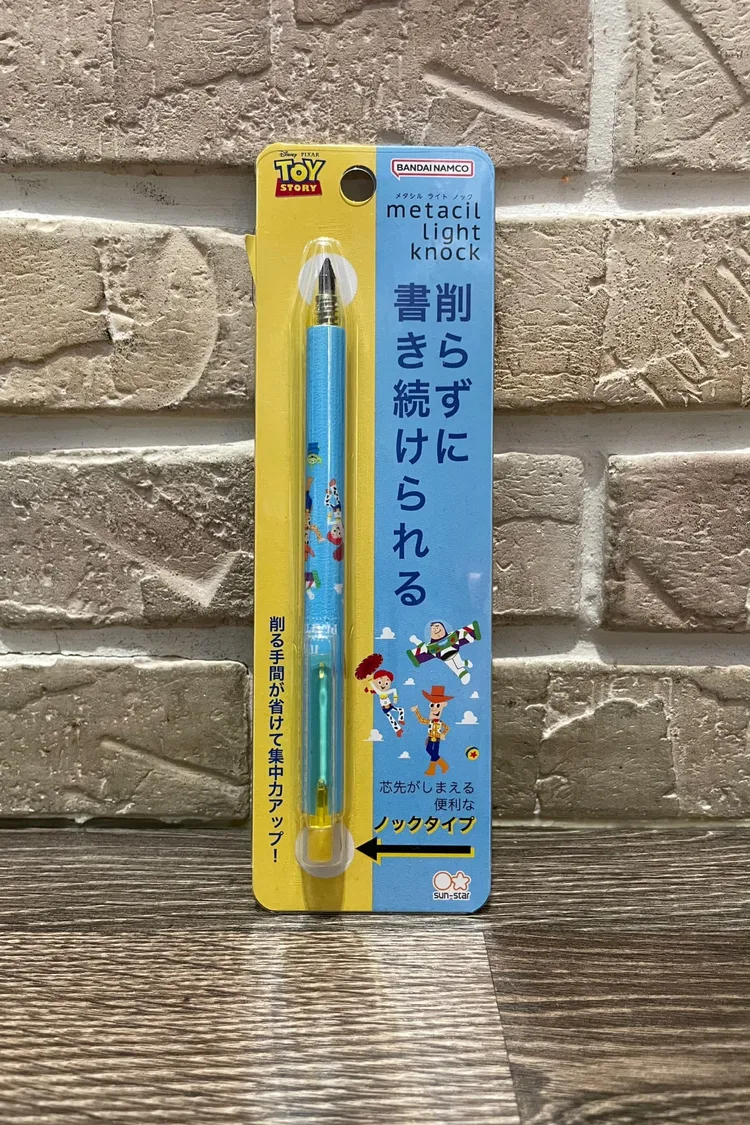 Disney PIXAR
TOY
STORY
BANDAI NAMCO
メタシル ライト ノック
metacil
light
knock
削らずに
書き続けられる
削る手間が省けて集中力アップ！
芯先がしまえる
便利な
ノックタイプ
sun-star